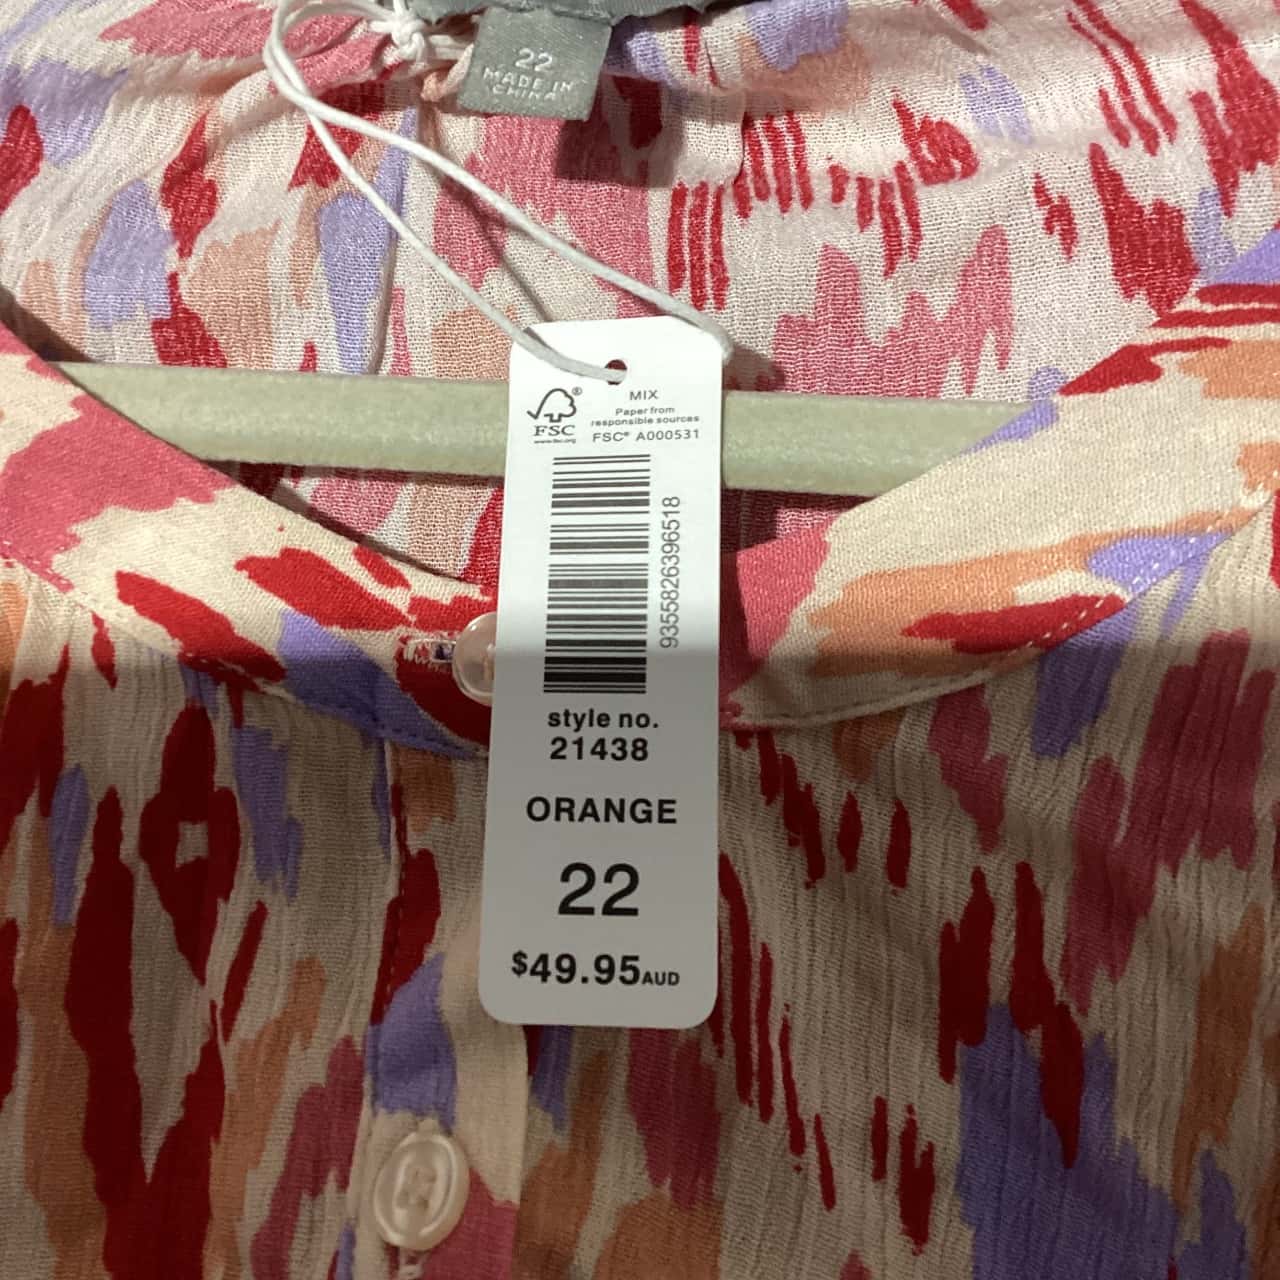 22
MADE IN
CHINA
FSC®
www.fsc.org
MIX
Paper from
responsible sources
FSC® A000531
9355826396518
style no.
21438
ORANGE
22
$49.95AUD